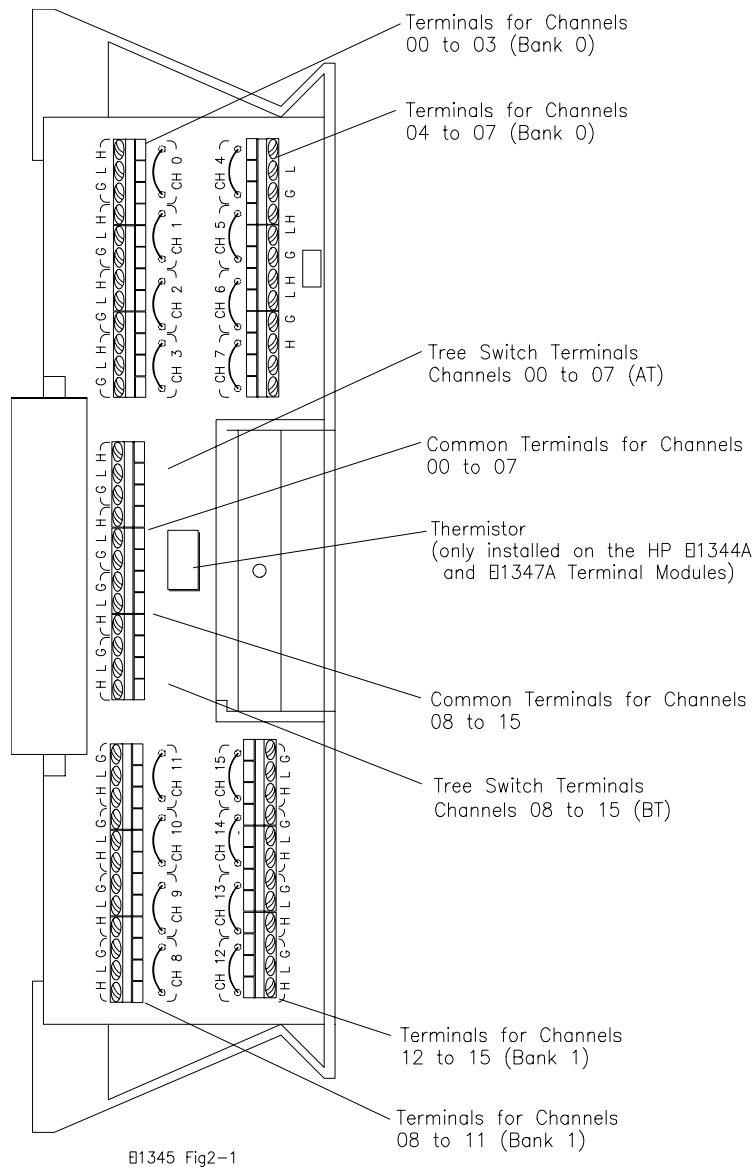 Terminals for Channels
00 to 03 (Bank 0)
Terminals for Channels
04 to 07 (Bank 0)
G L H
G L H
G L H
G L H
CH 0
CH 1
CH 2
CH 3
CH 4
CH 5
CH 6
CH 7
L
G
H
L
G
H
L
G
H
Tree Switch Terminals
Channels 00 to 07 (AT)
Common Terminals for Channels
00 to 07
Thermistor
(only installed on the HP E1344A
and E1347A Terminal Modules)
G L H
G L H
H L G
H L G
Common Terminals for Channels
08 to 15
Tree Switch Terminals
Channels 08 to 15 (BT)
H L G
H L G
H L G
H L G
CH 11
CH 10
CH 9
CH 8
CH 15
CH 14
CH 13
CH 12
H L G
H L G
H L G
H L G
Terminals for Channels
12 to 15 (Bank 1)
Terminals for Channels
08 to 11 (Bank 1)
E1345 Fig2-1